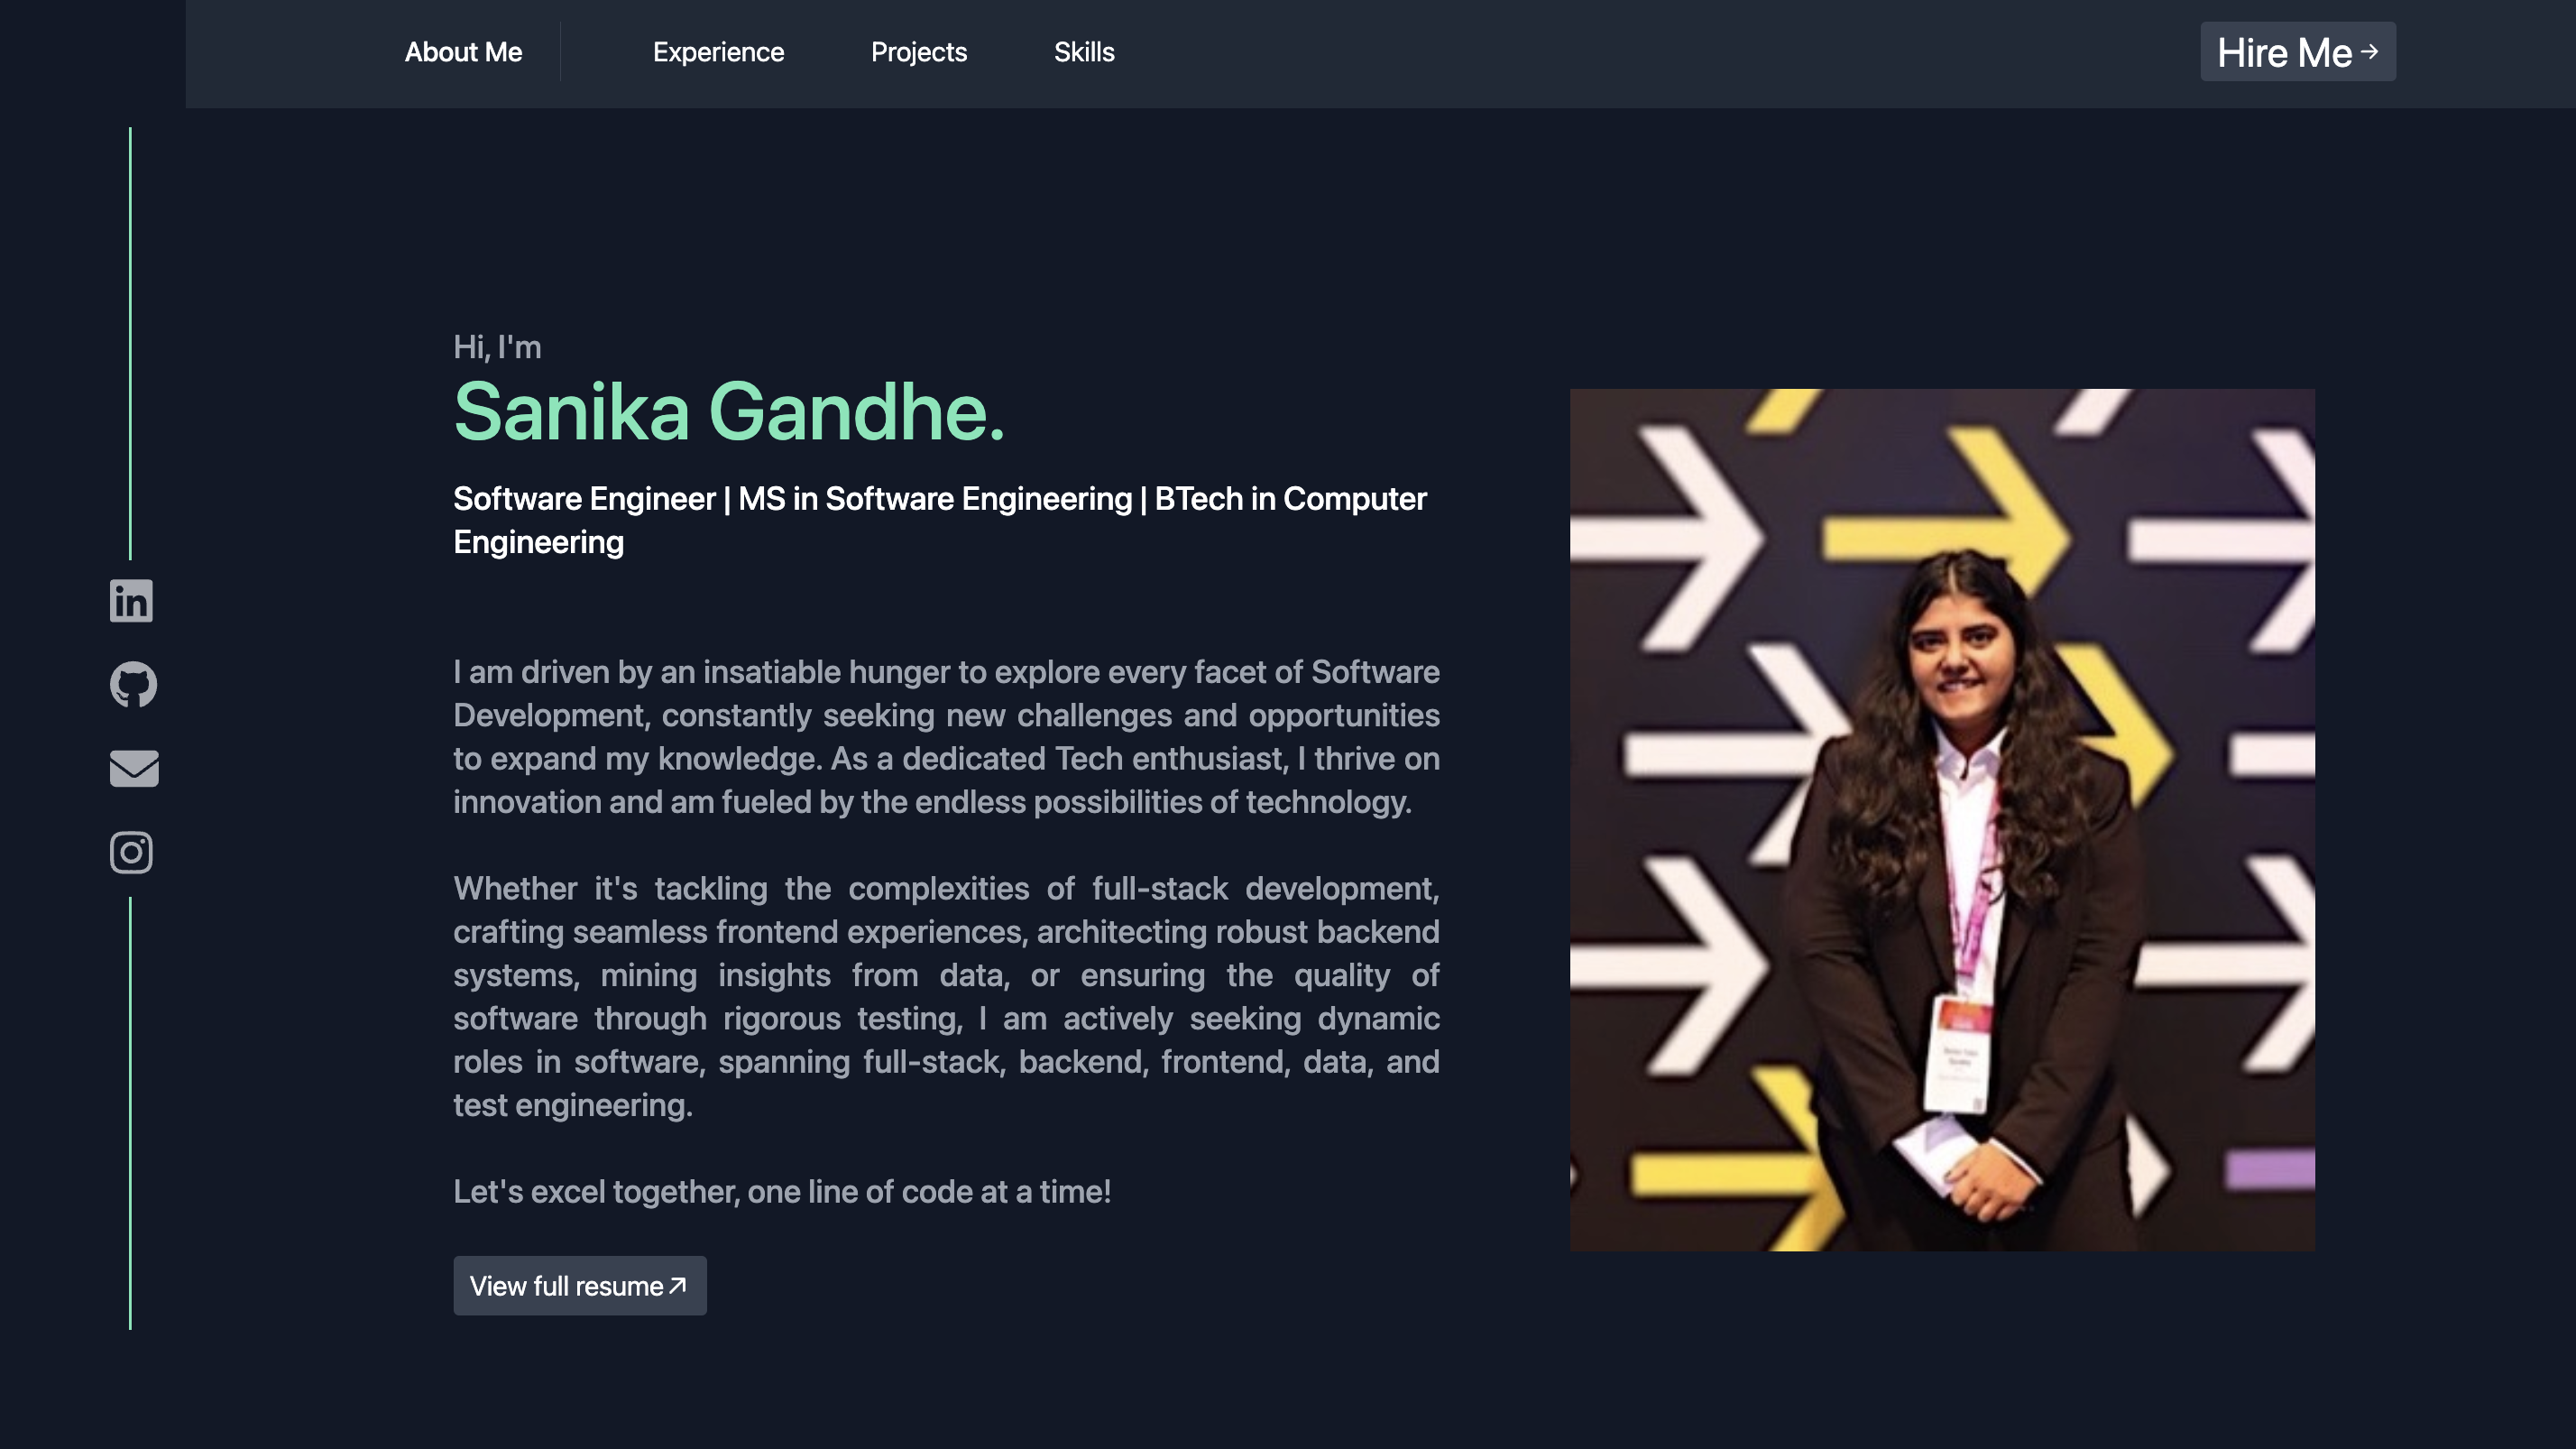 About Me
Experience
Projects
Skills
Hire Me
Hi, I'm
Sanika Gandhe.
Software Engineer | MS in Software Engineering | BTech in Computer
Engineering
I am driven by an insatiable hunger to explore every facet of Software
Development, constantly seeking new challenges and opportunities
to expand my knowledge. As a dedicated Tech enthusiast, I thrive on
innovation and am fueled by the endless possibilities of technology.
Whether it's tackling the complexities of full-stack development,
crafting seamless frontend experiences, architecting robust backend
systems, mining insights from data, or ensuring the quality of
software through rigorous testing, I am actively seeking dynamic
roles in software, spanning full-stack, backend, frontend, data, and
test engineering.
Let's excel together, one line of code at a time!
View full resume
in